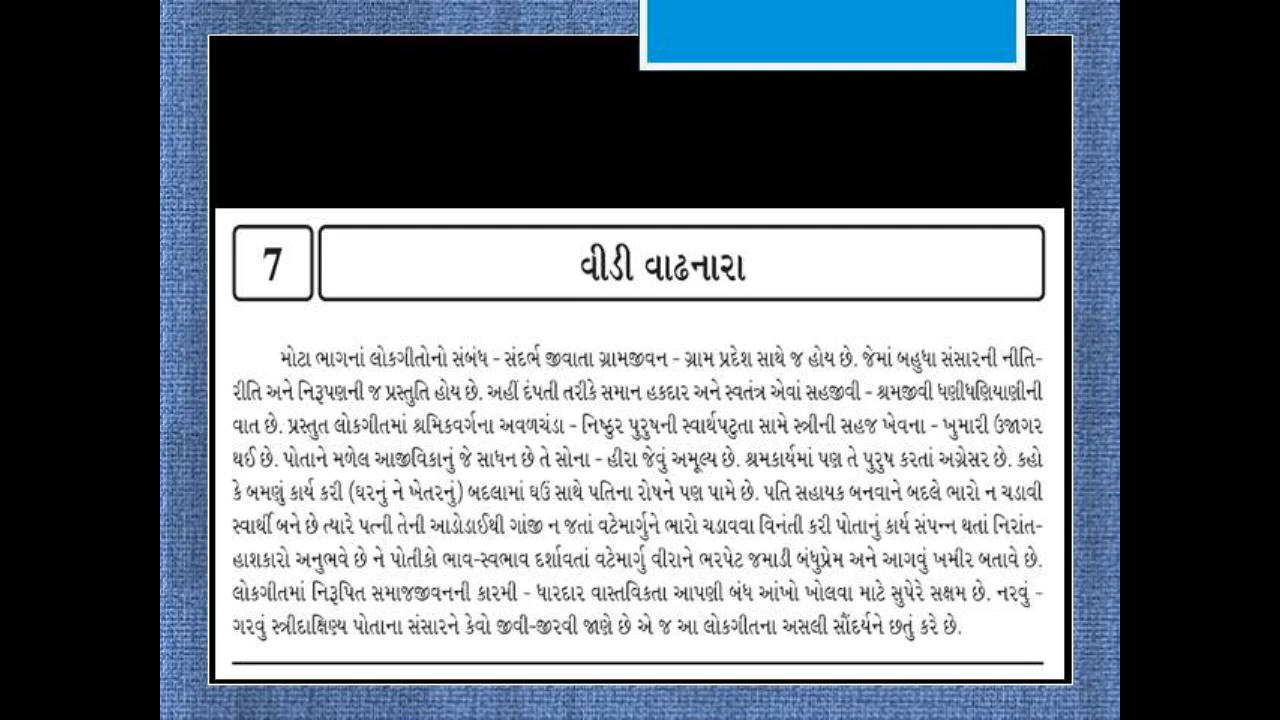 7
વીડી વાઢનારા
મોટા ભાગનાં લોકગીતોનો સંબંધ - સંદર્ભ જીવાતા ગ્રામજીવન - ગ્રામ પ્રદેશ સાથે જ હોય છે. જેમાં બહુધા સંસારની નીતિ-
રીતિ અને નિરૂપણની જ પ્રસ્તુતિ હોય છે. અહીં દંપતી તરીકે સમાન હકદાર અને સ્વતંત્ર એવાં સહજીવી - શ્રમજીવી ધણીધણિયાણીની
વાત છે. પ્રસ્તુત લોકગીતમાં શ્રમિકવર્ગના અવળચંડા - નિષ્ઠુર પુરુષની સ્વાર્થપટુતા સામે સ્ત્રીની સહજ ખેવના - ખુમારી ઉજાગર
થઈ છે. પોતાને મળેલ આજીવિકાનું જે સાધન છે તે સોના - હીરા જેવું અમૂલ્ય છે. શ્રમકાર્યમાં પણ તે પુરુષ કરતાં અગ્રેસર છે. કહો
કે બમણું કાર્ય કરી (ઘરનું ને ખેતરનું) બદલામાં ઘઉં સાથે પતિના રોષને પણ પામે છે. પતિ સહાયક બનવાને બદલે ભારો ન ચડાવી
સ્વાર્થી બને છે ત્યારે પત્ની તેની આડોડાઈથી ગાંજી ન જતાં વટેમાર્ગુને ભારો ચડાવવા વિનંતી કરી પોતાનું કાર્ય સંપન્ન થતાં નિરાંત-
હાશકારો અનુભવે છે ને પોતીકો ભાવ-સ્વભાવ દર્શાવતાં વટેમાર્ગુ વીરાને ભરપેટ જમાડી બંધુપ્રેમ અને આગવું ખમીર બતાવે છે.
લોકગીતમાં નિરૂપિત સમાજજીવનની કારમી - ધારદાર વાસ્તવિકતા આપણી બંધ આંખો ખોલવા માટે સુપેરે સક્ષમ છે. નરવું -
ગરવું સ્ત્રીદાક્ષિણ્ય પોતાના સંસારને કેવો જીવી-જીરવી જાણે છે એ જ આ લોકગીતના અસલી સૌંદર્યને છતું કરે છે.